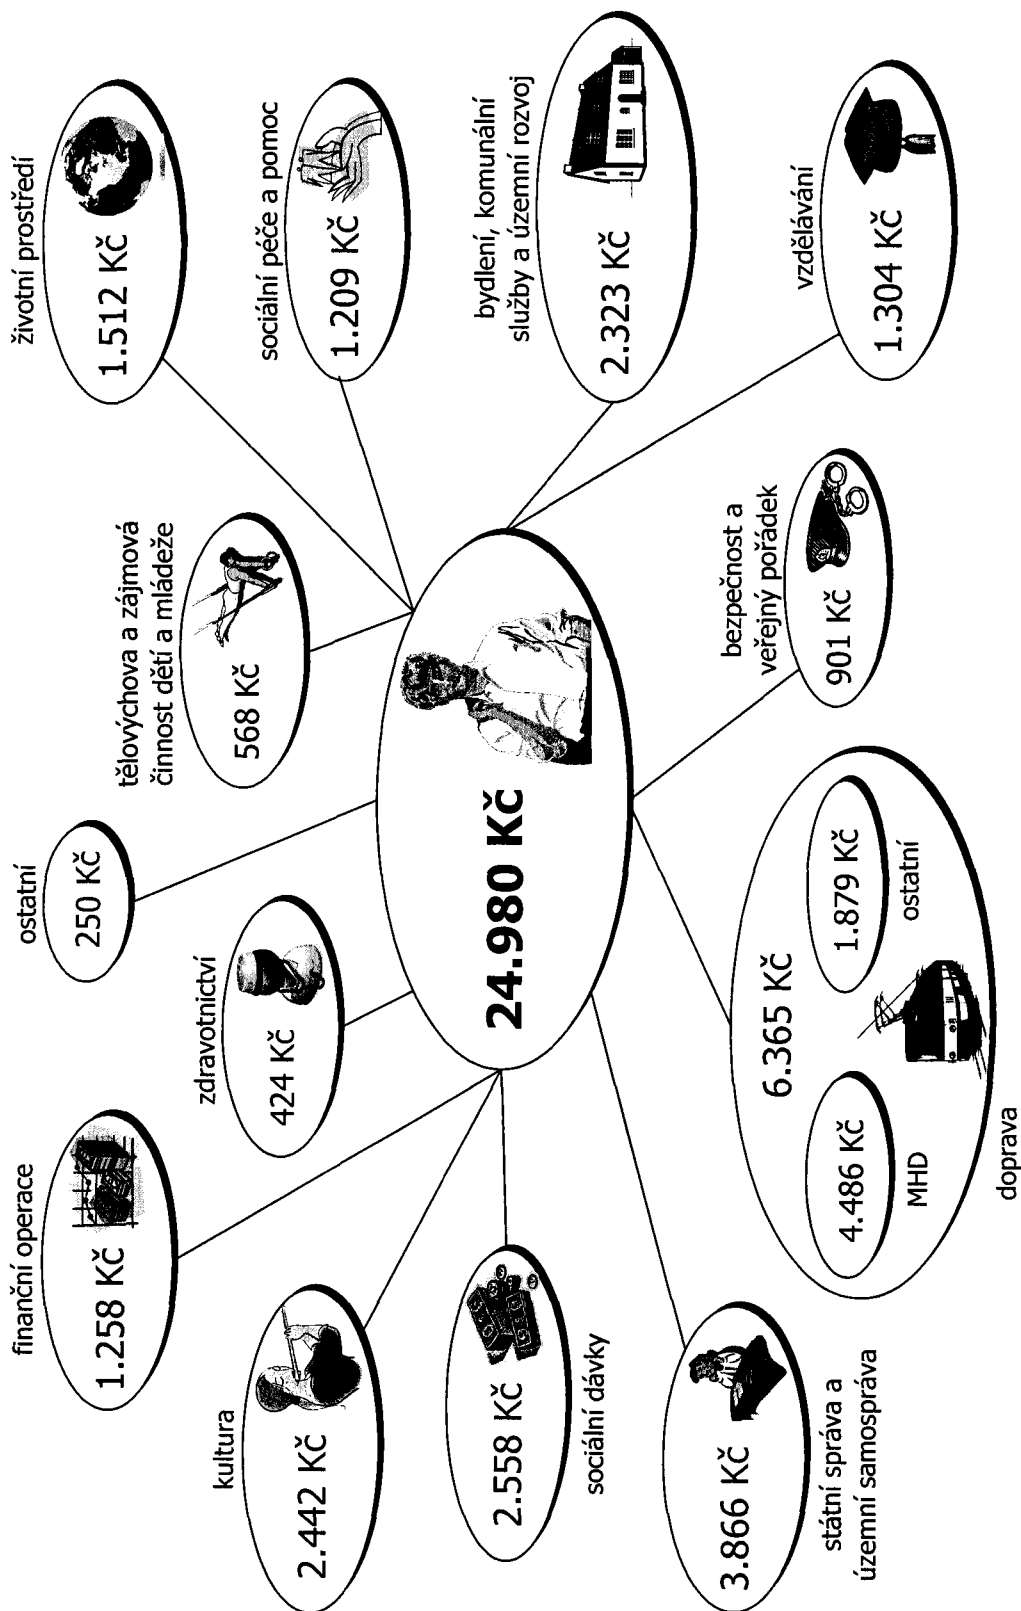 finanční operace
1.258 Kč
ostatní
250 Kč
životní prostředí
1.512 Kč
tělovýchova a zájmová
činnost dětí a mládeže
568 Kč
zdravotnictví
424 Kč
kultura
2.442 Kč
sociální péče a pomoc
1.209 Kč
24.980 Kč
sociální dávky
2.558 Kč
bydlení, komunální
služby a územní rozvoj
2.323 Kč
3.866 Kč
státní správa a
územní samospráva
6.365 Kč
4.486 Kč
MHD
1.879 Kč
ostatní
doprava
bezpečnost a
veřejný pořádek
901 Kč
vzdělávání
1.304 Kč